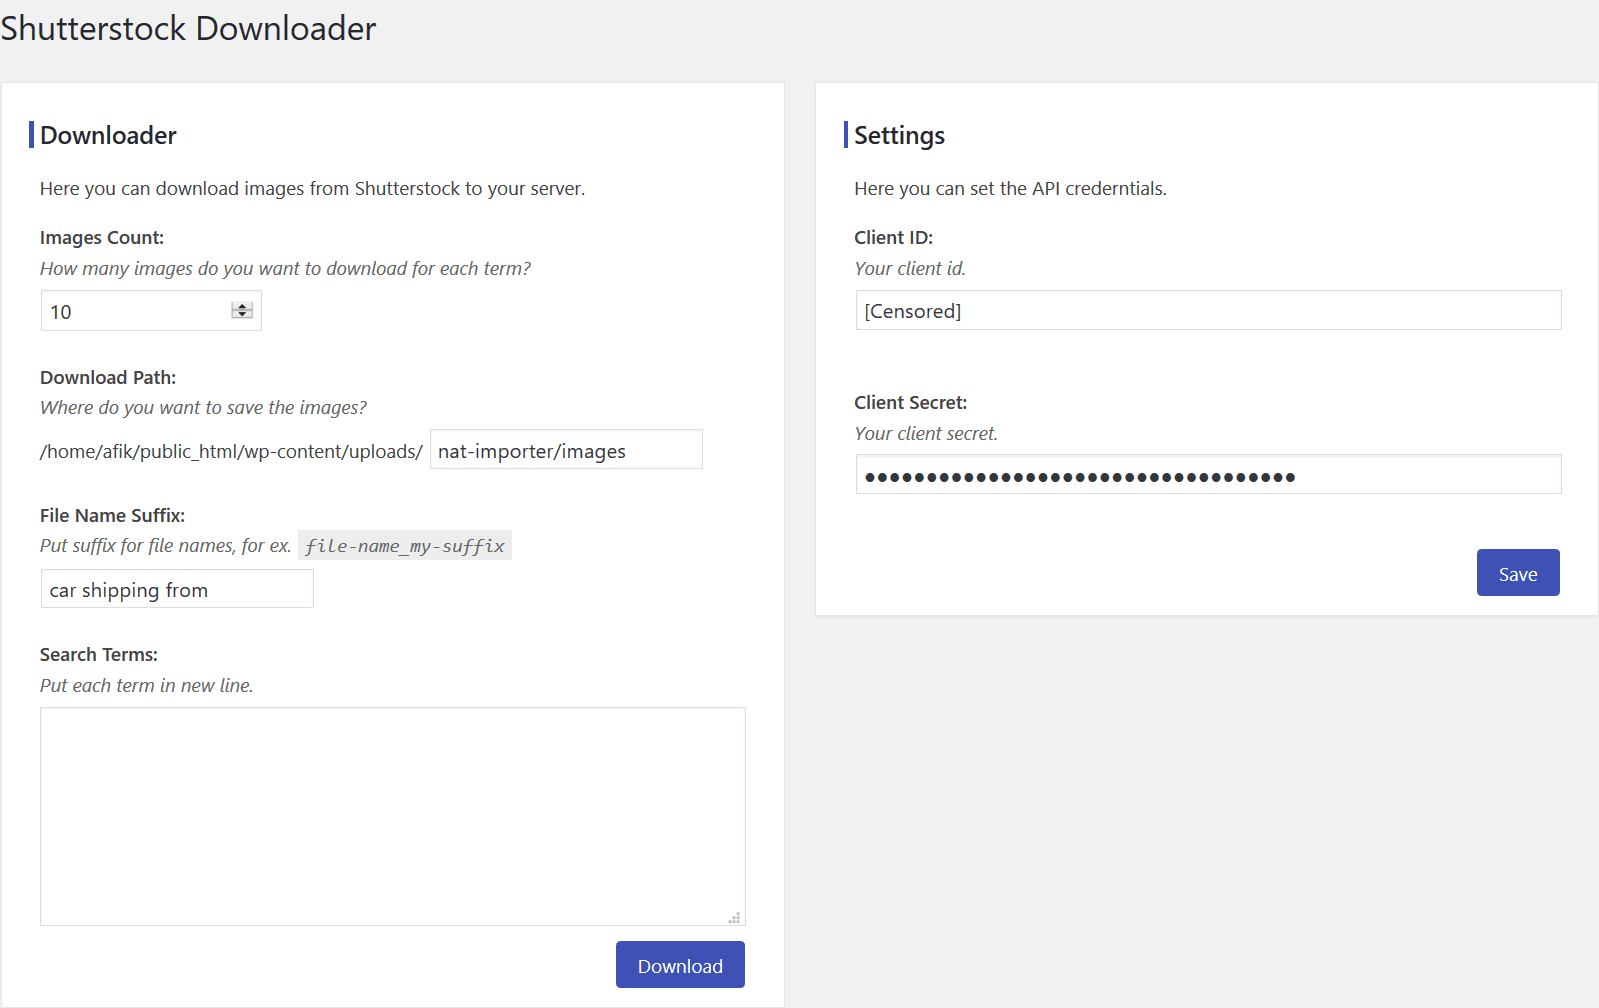 Shutterstock Downloader
Downloader
Here you can download images from Shutterstock to your server.
Images Count:
How many images do you want to download for each term?
10
Download Path:
Where do you want to save the images?
/home/afik/public_html/wp-content/uploads/ nat-importer/images
File Name Suffix:
Put suffix for file names, for ex. file-name_my-suffix
car shipping from
Search Terms:
Put each term in new line.
Download
Settings
Here you can set the API crederntials.
Client ID:
Your client id.
[Censored]
Client Secret:
Your client secret.
●●●●●●●●●●●●●●●●●●●●●●●●●●●●●●●●●●●
Save